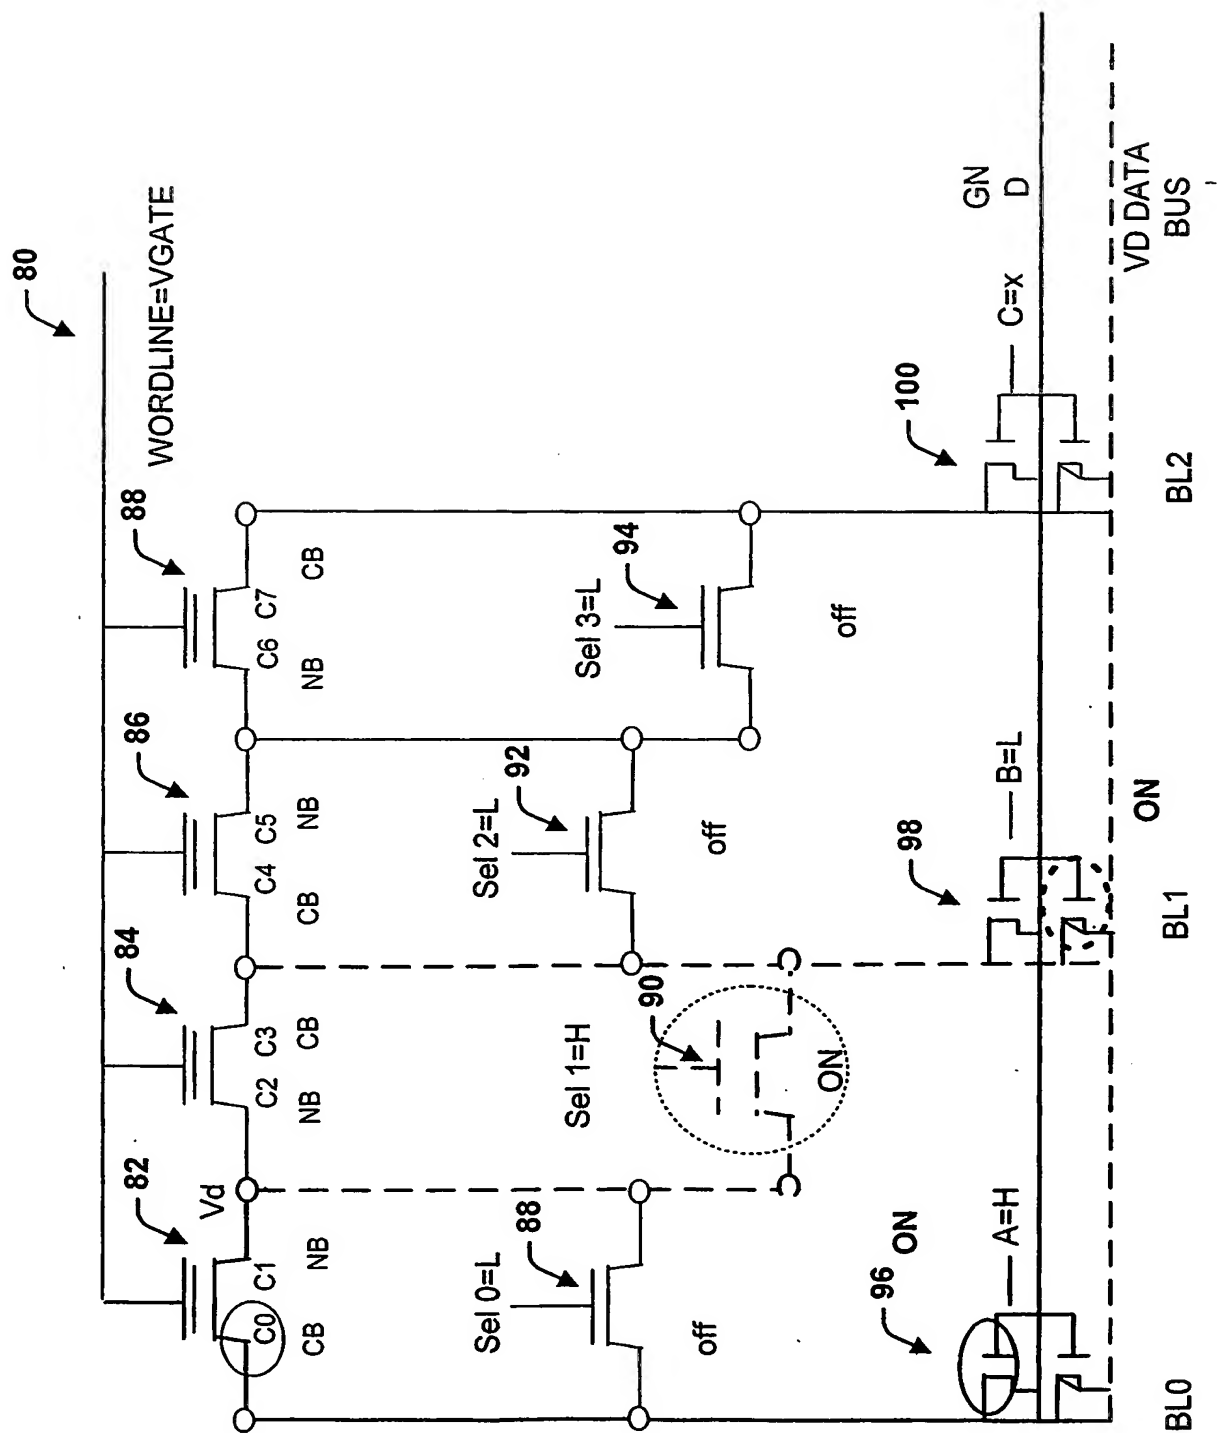 80
WORDLINE=VGATE
82
84
86
88
Vd
C0
C1
C2
C3
C4
C5
C6
C7
CB
NB
NB
CB
CB
NB
NB
CB
Sel 0=L
88
off
Sel 1=H
90
ON
Sel 2=L
92
off
Sel 3=L
94
off
96
ON
A=H
98
B=L
100
C=x
GN
D
BL0
BL1
ON
BL2
VD DATA
BUS